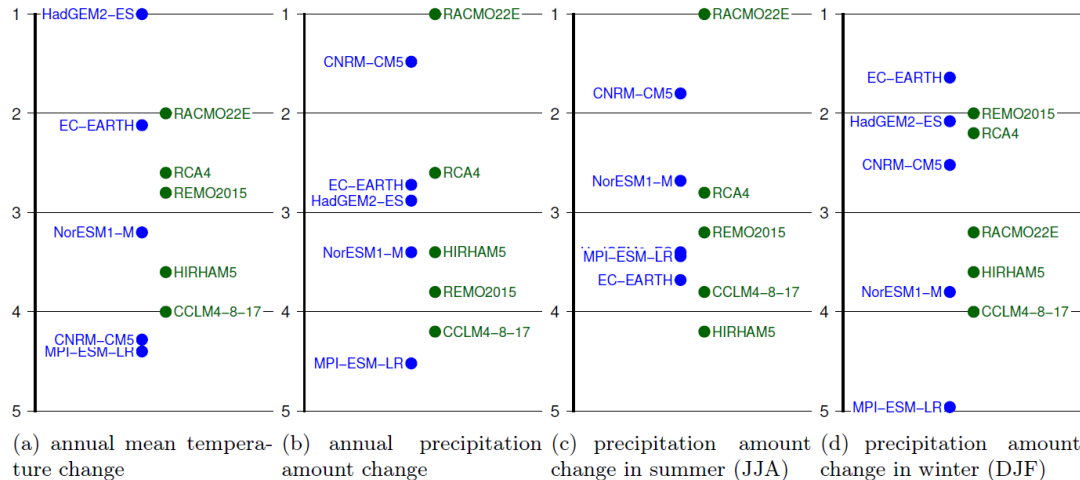 1
HadGEM2-ES
2
RACMO22E
EC-EARTH
RCA4
REMO2015
3
NorESM1-M
HIRHAM5
4
CCLM4-8-17
CNRM-CM5
MPI-ESM-LR
5
(a) annual mean tempera-
ture change
1
RACMO22E
CNRM-CM5
2
RCA4
EC-EARTH
HadGEM2-ES
3
NorESM1-M
HIRHAM5
REMO2015
4
CCLM4-8-17
MPI-ESM-LR
5
(b) annual precipitation
amount change
1
RACMO22E
CNRM-CM5
2
NorESM1-M
RCA4
3
REMO2015
MPI-ESM-LR
EC-EARTH
CCLM4-8-17
4
HIRHAM5
5
(c) precipitation amount
change in summer (JJA)
1
EC-EARTH
2
REMO2015
HadGEM2-ES
RCA4
CNRM-CM5
3
RACMO22E
HIRHAM5
NorESM1-M
4
CCLM4-8-17
MPI-ESM-LR
5
(d) precipitation amount
change in winter (DJF)